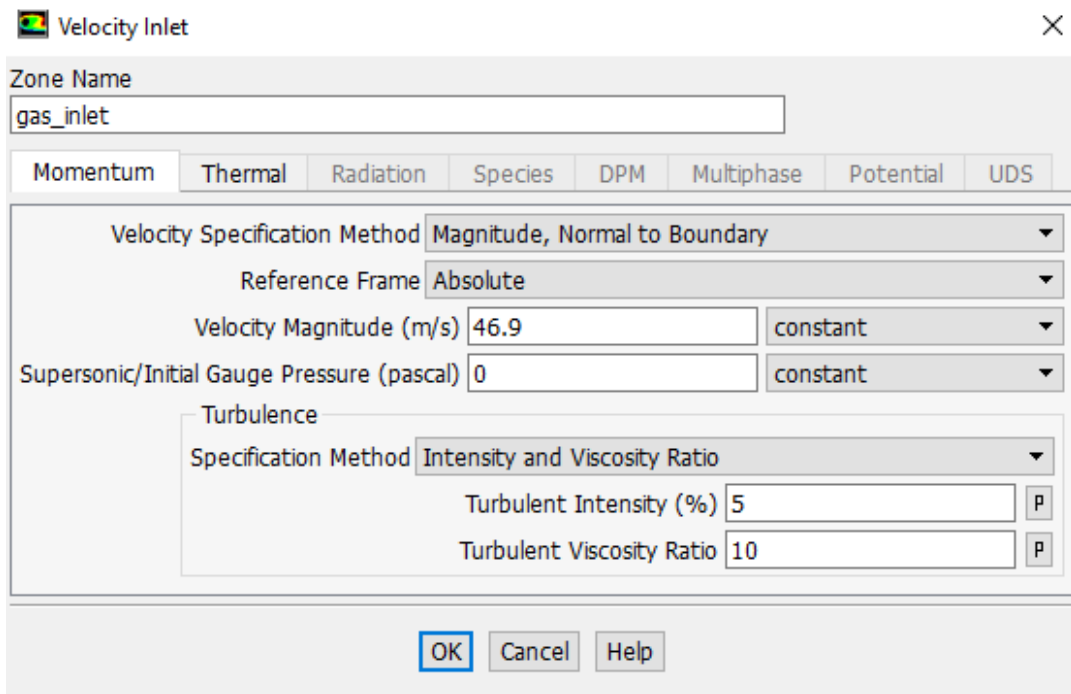 Velocity Inlet
Zone Name
gas_inlet
Momentum Thermal Radiation Species DPM Multiphase Potential UDS
Velocity Specification Method Magnitude, Normal to Boundary
Reference Frame Absolute
Velocity Magnitude (m/s) 46.9 constant
Supersonic/Initial Gauge Pressure (pascal) 0 constant
Turbulence
Specification Method Intensity and Viscosity Ratio
Turbulent Intensity (%) 5 P
Turbulent Viscosity Ratio 10 P
OK Cancel Help